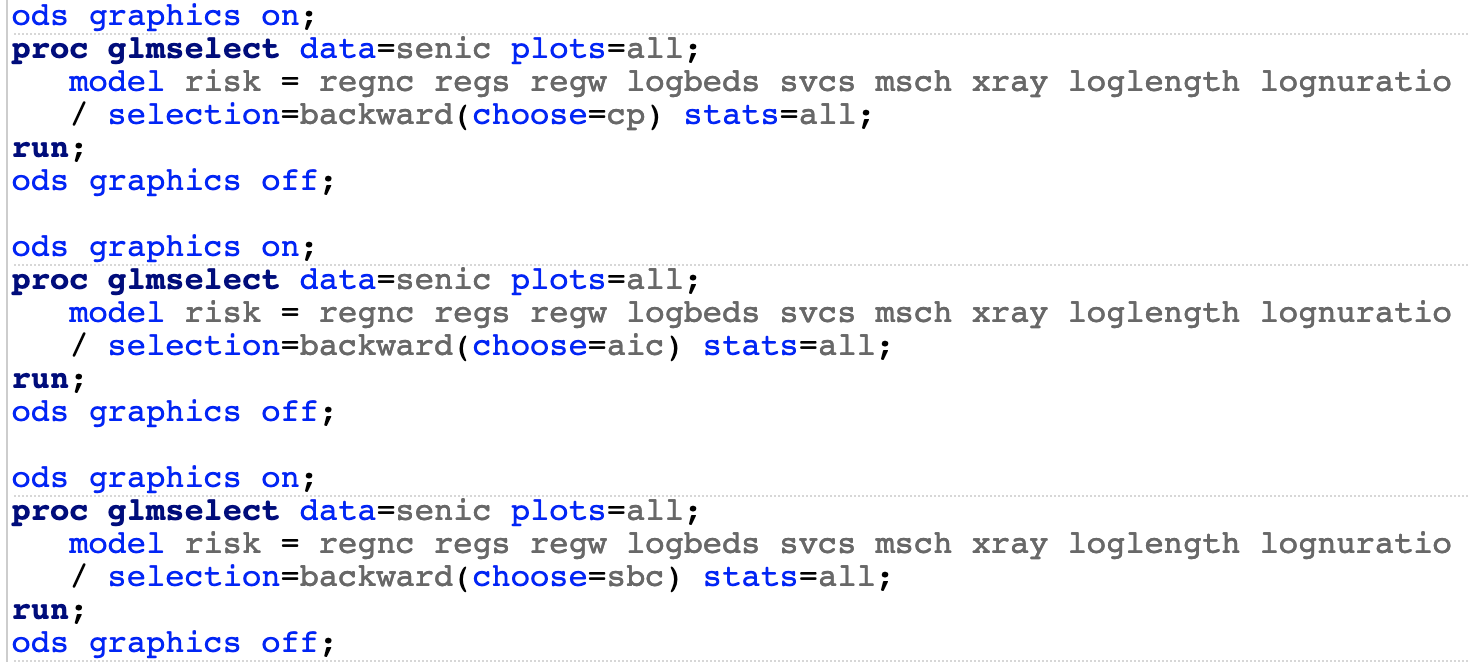 ods graphics on;
proc glmselect data=senic plots=all;
model risk = regnc regs regw logbeds svcs msch xray loglength lognuratio
/ selection=backward(choose=cp) stats=all;
run;
ods graphics off;
ods graphics on;
proc glmselect data=senic plots=all;
model risk = regnc regs regw logbeds svcs msch xray loglength lognuratio
/ selection=backward(choose=aic) stats=all;
run;
ods graphics off;
ods graphics on;
proc glmselect data=senic plots=all;
model risk = regnc regs regw logbeds svcs msch xray loglength lognuratio
/ selection=backward(choose=sbc) stats=all;
run;
ods graphics off;